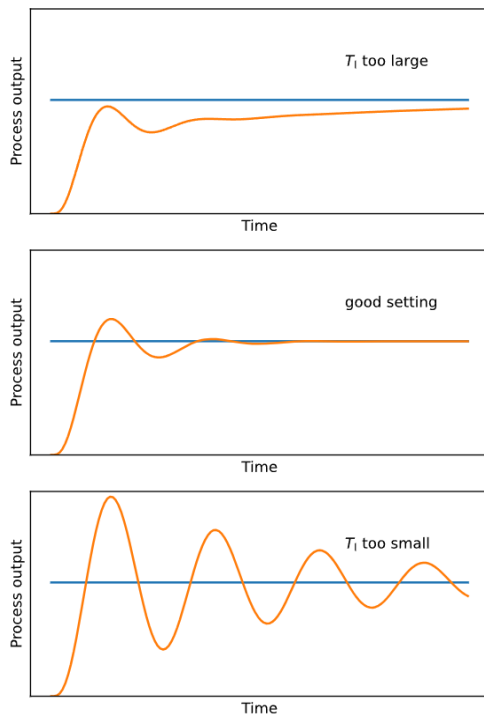 Process output
T_I too large
Time
Process output
good setting
Time
Process output
T_I too small
Time